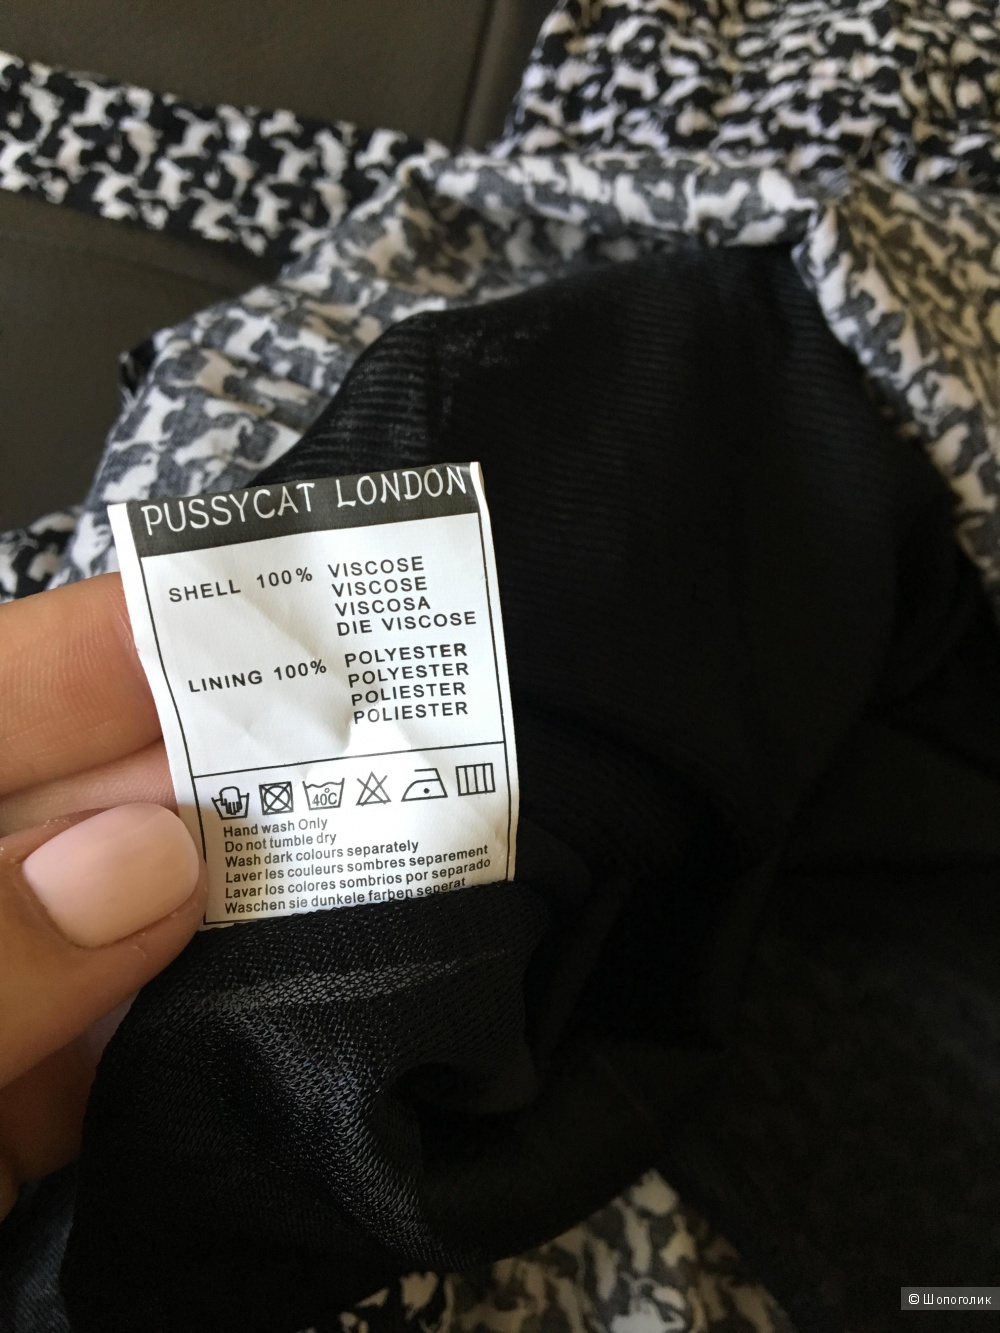 PUSSYCAT LONDON
SHELL 100% VISCOSE
VISCOSE
VISCOSA
DIE VISCOSE
LINING 100% POLYESTER
POLYESTER
POLIESTER
POLIESTER
40C
Hand wash Only
Do not tumble dry
Wash dark colours separately
Laver les couleurs sombres separement
Lavar los colores sombrios por separado
Waschen sie dunkele farben seperat
© Шопоголик